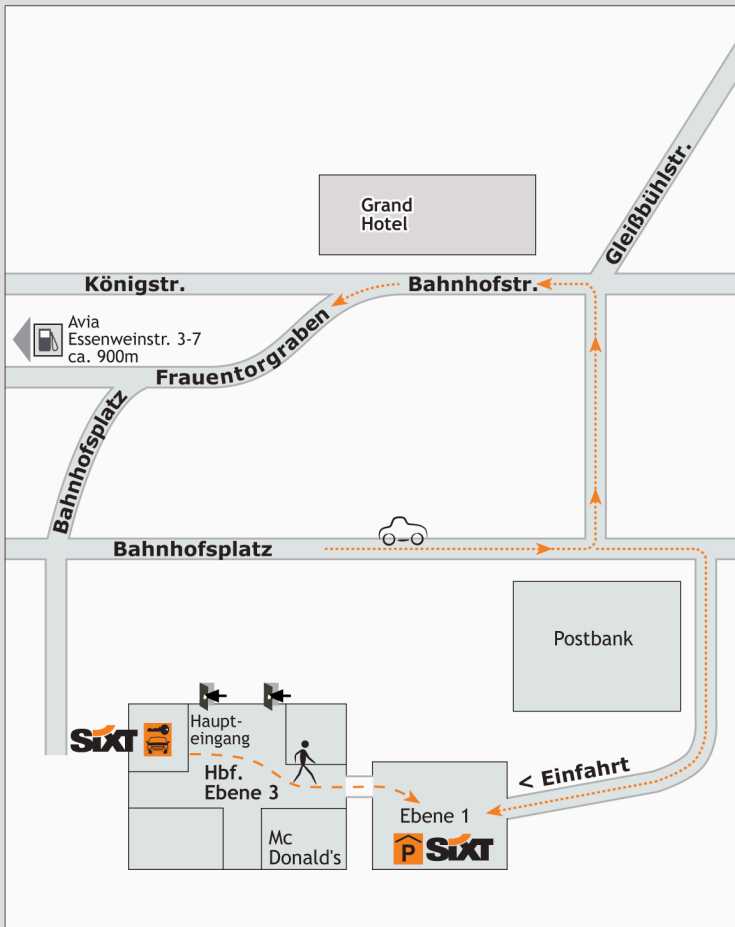 Gleißbühlstr.
Grand
Hotel
Königstr.
Bahnhofstr.
Avia
Essenweinstr. 3-7
ca. 900m
Frauentorgraben
Bahnhofsplatz
Bahnhofsplatz
Postbank
SiXT
Haupt-
eingang
Hbf.
Ebene 3
< Einfahrt
Ebene 1
P SiXT
Mc
Donald's